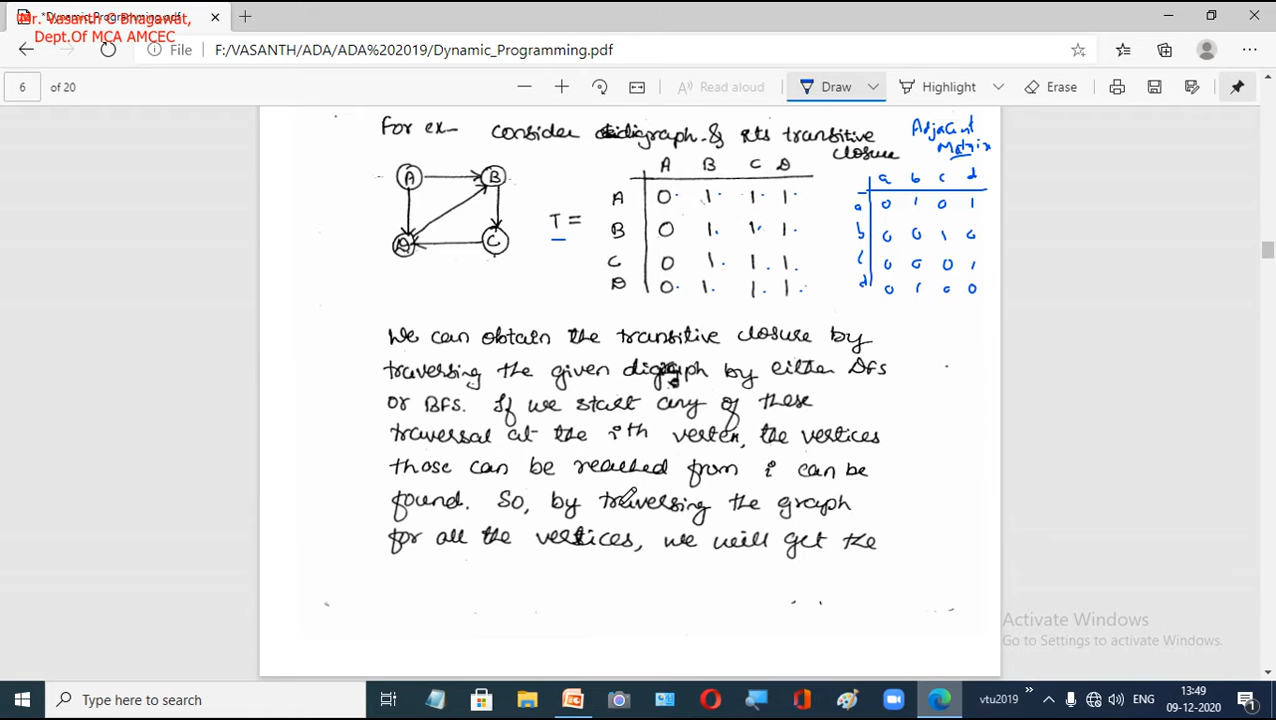 *Dynamic_Programming.pdf
Dr. Vasanth G Bhagawat,
Dept.Of MCA AMCEC
File F:/VASANTH/ADA/ADA%202019/Dynamic_Programming.pdf
6 of 20 Read aloud Draw Highlight Erase
For ex- consider digraph & its transitive closure
A B
D C
T =
A B C D
A 0 1 1 1
B 0 1 1 1
C 0 1 1 1
D 0 1 1 1
Adjacent
Matrix
a b c d
a 0 1 0 1
b 0 0 1 0
c 0 0 0 1
d 0 1 0 0
We can obtain the transitive closure by
traversing the given digraph by either DFS
or BFS. If we start any of these
traversal at the ith vertex, the vertices
those can be reached from i can be
found. So, by traversing the graph
for all the vertices, we will get the
Activate Windows
Go to Settings to activate Windows.
Type here to search
vtu2019
ENG
13:49
09-12-2020
1